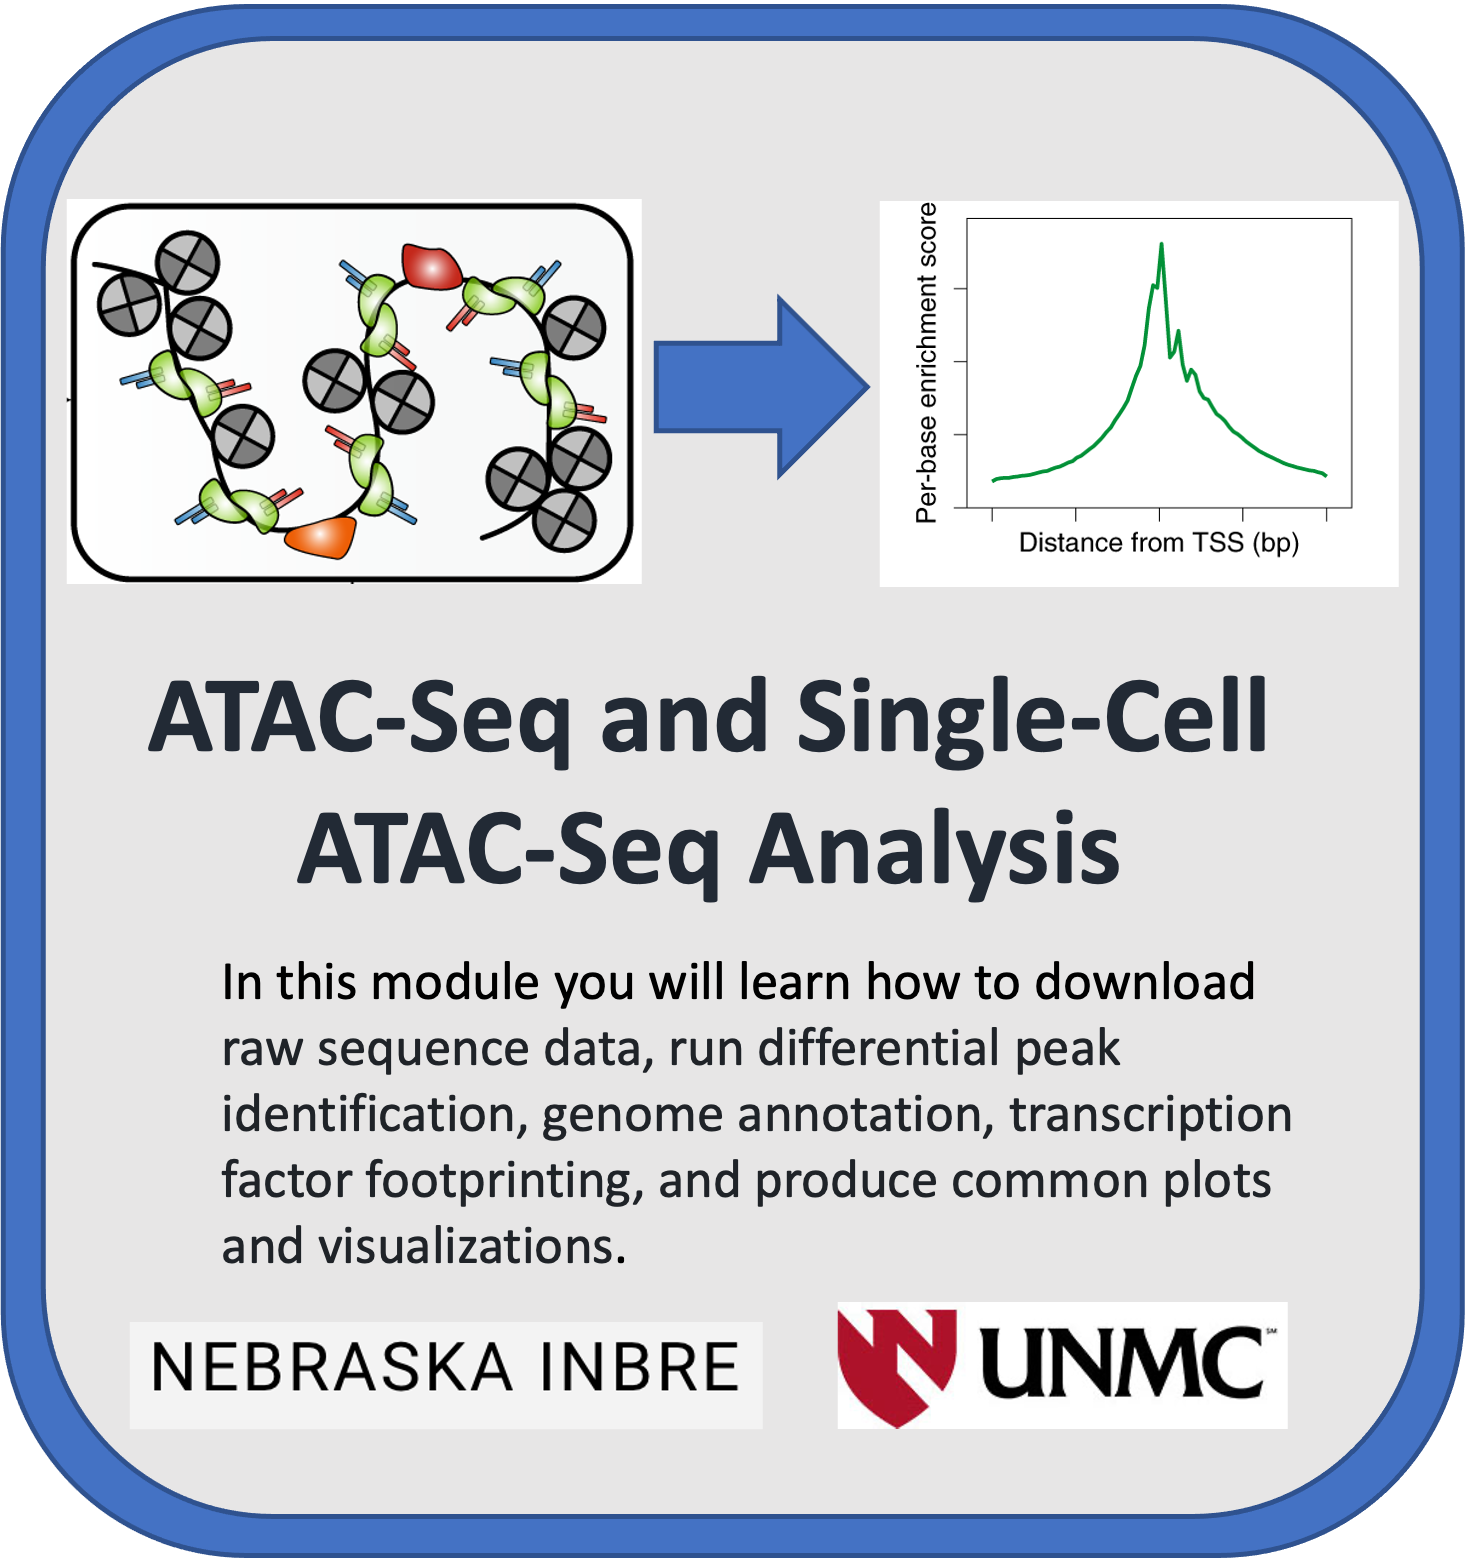 Per-base enrichment score
Distance from TSS (bp)
ATAC-Seq and Single-Cell
ATAC-Seq Analysis
In this module you will learn how to download
raw sequence data, run differential peak
identification, genome annotation, transcription
factor footprinting, and produce common plots
and visualizations.
NEBRASKA INBRE
N UNMC℠